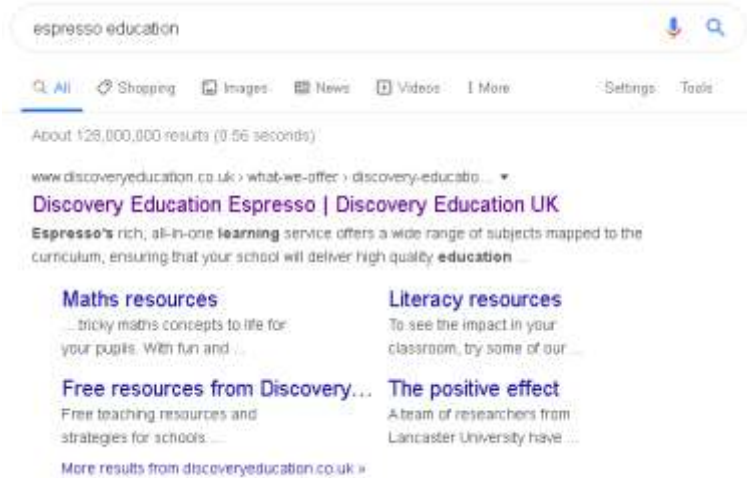 espresso education
All Shopping Images News Videos More Settings Tools
About 128,000,000 results (0.56 seconds)
www.discoveryeducation.co.uk › what-we-offer › discovery-educatio...
Discovery Education Espresso | Discovery Education UK
Espresso's rich, all-in-one learning service offers a wide range of subjects mapped to the
curriculum, ensuring that your school will deliver high quality education ...
Maths resources
... tricky maths concepts to life for
your pupils. With fun and ...
Literacy resources
To see the impact in your
classroom, try some of our ...
Free resources from Discovery...
Free teaching resources and
strategies for schools. ...
The positive effect
A team of researchers from
Lancaster University have ...
More results from discoveryeducation.co.uk »